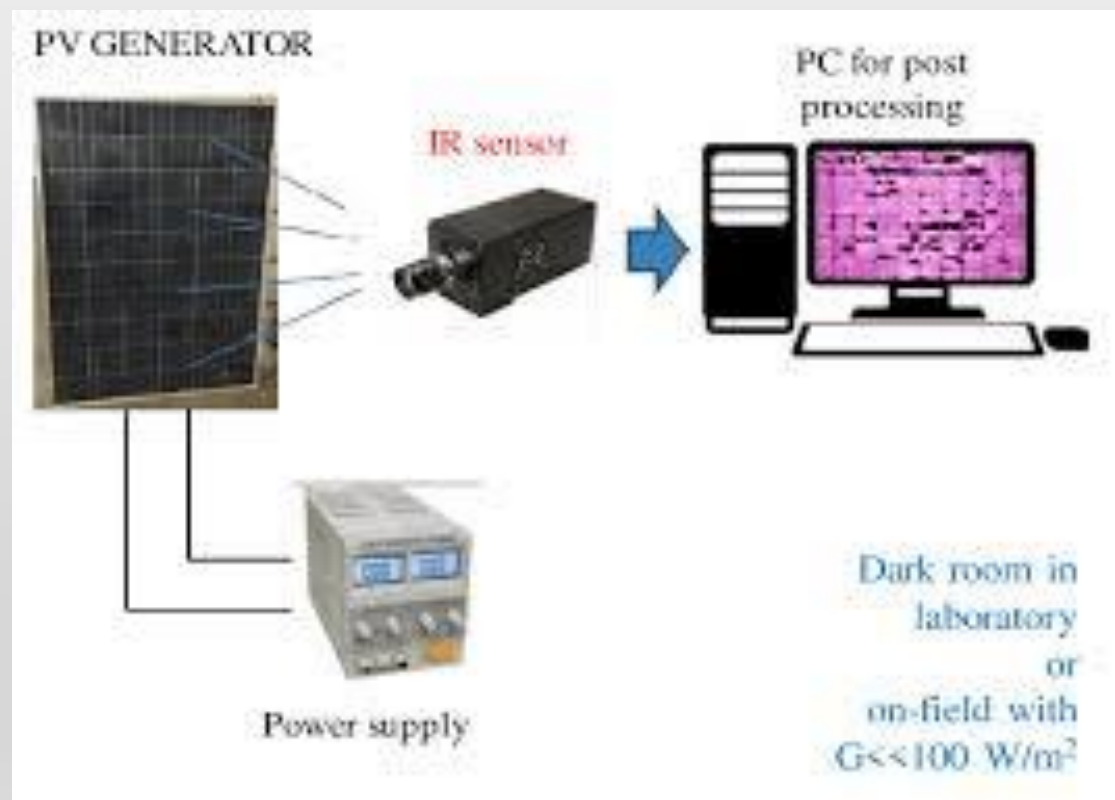 PV GENERATOR
IR sensor
PC for post
processing
Power supply
Dark room in
laboratory
or
on-field with
G<<100 W/m²